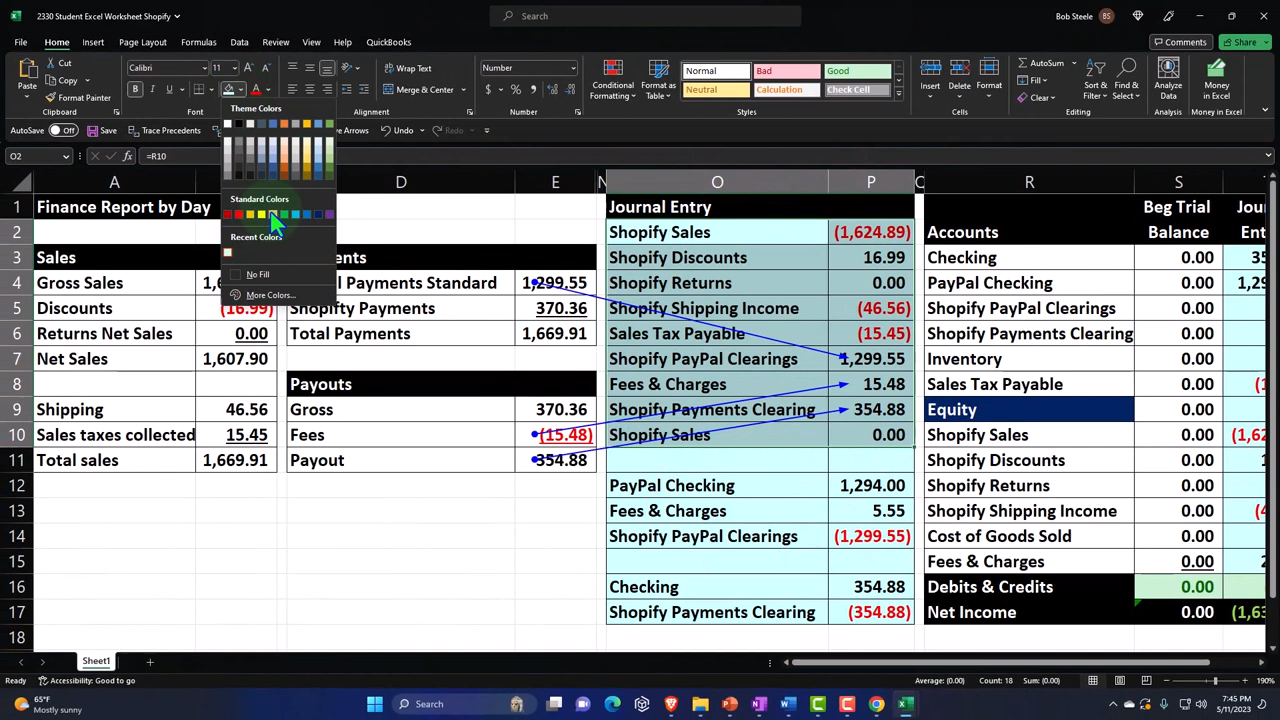 2330 Student Excel Worksheet Shopify
Search
Bob Steele BS
File Home Insert Page Layout Formulas Data Review View Help QuickBooks
Comments Share
Paste Cut Copy Format Painter
Calibri 11
B I U
Wrap Text
Merge & Center
Number
$ % ,
Conditional Formatting
Format as Table
Normal Bad Good
Neutral Calculation Check Cell
AutoSum Fill Clear
Sort & Filter
Find & Select
Analyze Data
Money in Excel
Clipboard Font Alignment Number Styles Editing Analysis Money in Excel
AutoSave Off Save Trace Precedents
Arrows Undo Redo
O2 fx =R10
Theme Colors
Standard Colors
Recent Colors
No Fill
More Colors...
A D E N O P R S
1 Finance Report by Day Journal Entry
Beg Trial
2 Shopify Sales (1,624.89) Accounts Balance
3 Sales Shopify Discounts 16.99 Checking 0.00
4 Gross Sales Payments Standard 1,299.55 Shopify Returns 0.00 PayPal Checking 0.00
5 Discounts (16.99) Shopifty Payments 370.36 Shopify Shipping Income (46.56) Shopify PayPal Clearings 0.00
6 Returns Net Sales 0.00 Total Payments 1,669.91 Sales Tax Payable (15.45) Shopify Payments Clearing 0.00
7 Net Sales 1,607.90 Shopify PayPal Clearings 1,299.55 Inventory 0.00
8 Payouts Fees & Charges 15.48 Sales Tax Payable 0.00
9 Shipping 46.56 Gross 370.36 Shopify Payments Clearing 354.88 Equity 0.00
10 Sales taxes collected 15.45 Fees (15.48) Shopify Sales 0.00 Shopify Sales 0.00
11 Total sales 1,669.91 Payout 354.88 Shopify Discounts 0.00
12 PayPal Checking 1,294.00 Shopify Returns 0.00
13 Fees & Charges 5.55 Shopify Shipping Income 0.00
14 Shopify PayPal Clearings (1,299.55) Cost of Goods Sold 0.00
15 Fees & Charges 0.00
16 Checking 354.88 Debits & Credits 0.00
17 Shopify Payments Clearing (354.88) Net Income 0.00
18
Sheet1
Ready Accessibility: Good to go Average: (0.00) Count: 18 Sum: (0.00) 190%
65°F
Mostly sunny
Search
7:45 PM
5/11/2023